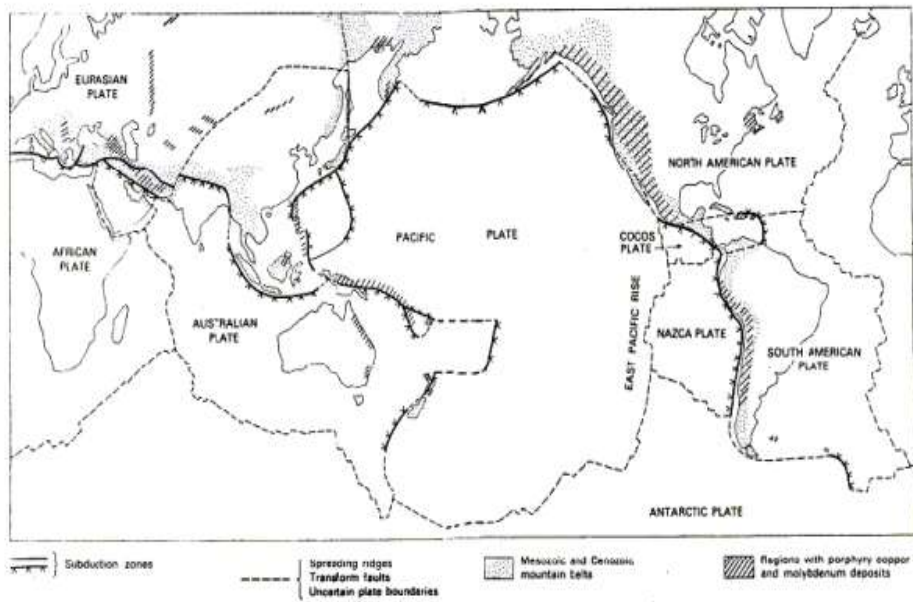 EURASIAN
PLATE
NORTH AMERICAN PLATE
PACIFIC PLATE
COCOS
PLATE
AFRICAN
PLATE
AUSTRALIAN
PLATE
EAST PACIFIC RISE
NAZCA PLATE
SOUTH AMERICAN
PLATE
ANTARCTIC PLATE
Subduction zones
Spreading ridges
Transform faults
Uncertain plate boundaries
Mesozoic and Cenozoic
mountain belts
Regions with porphyry copper
and molybdenum deposits